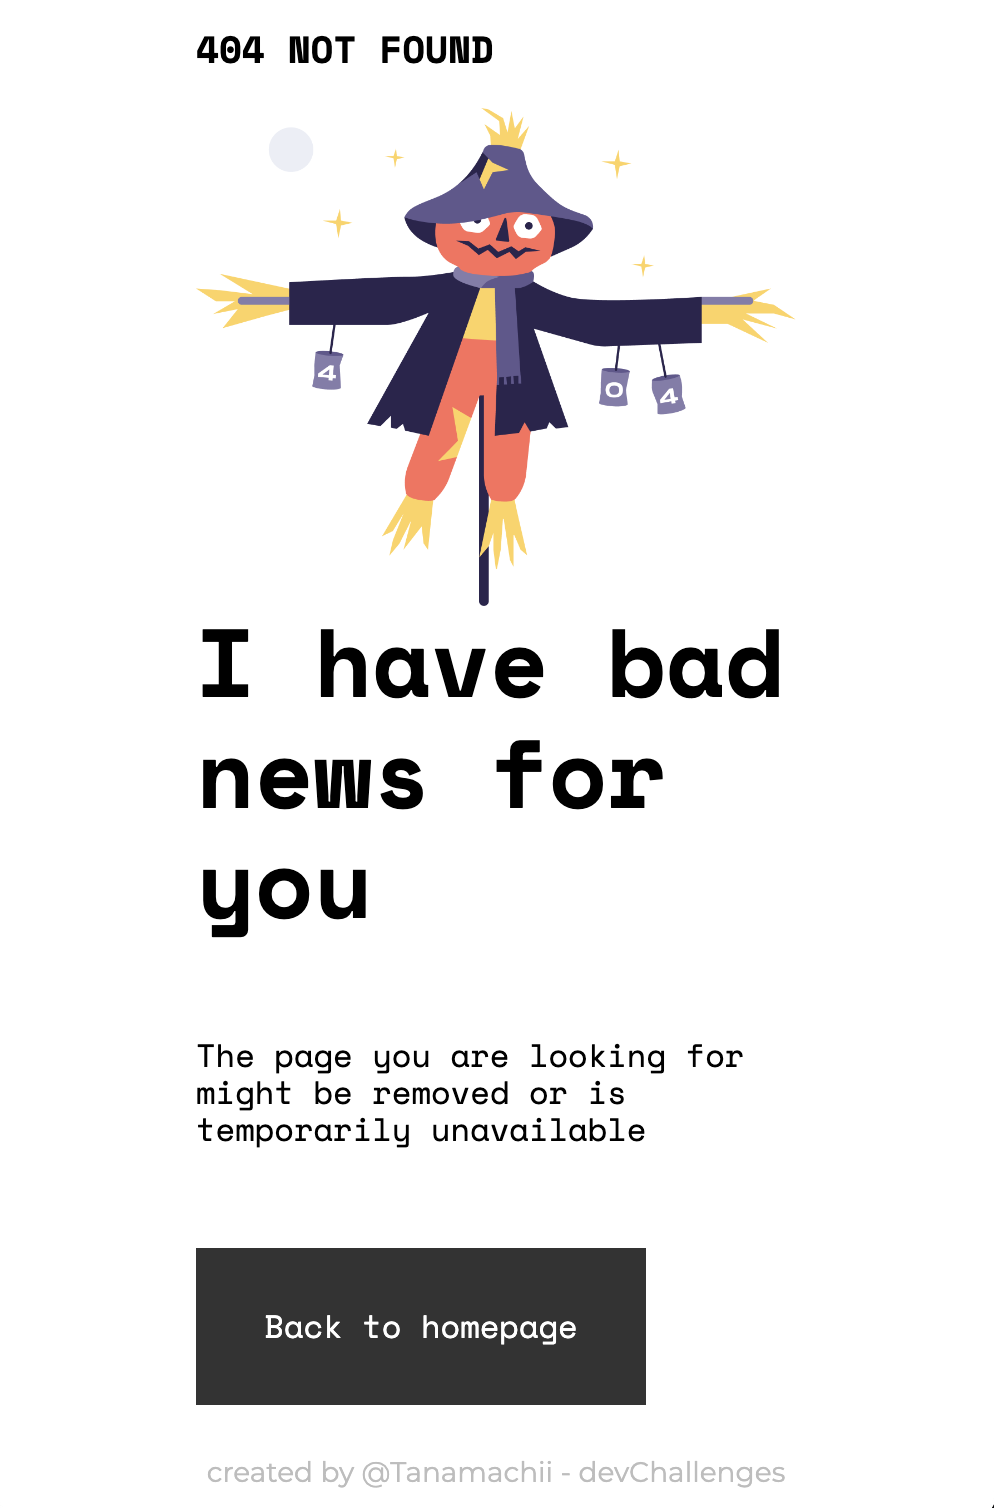 404 NOT FOUND
4
0
4
I have bad
news for
you
The page you are looking for
might be removed or is
temporarily unavailable
Back to homepage
created by @Tanamachii - devChallenges